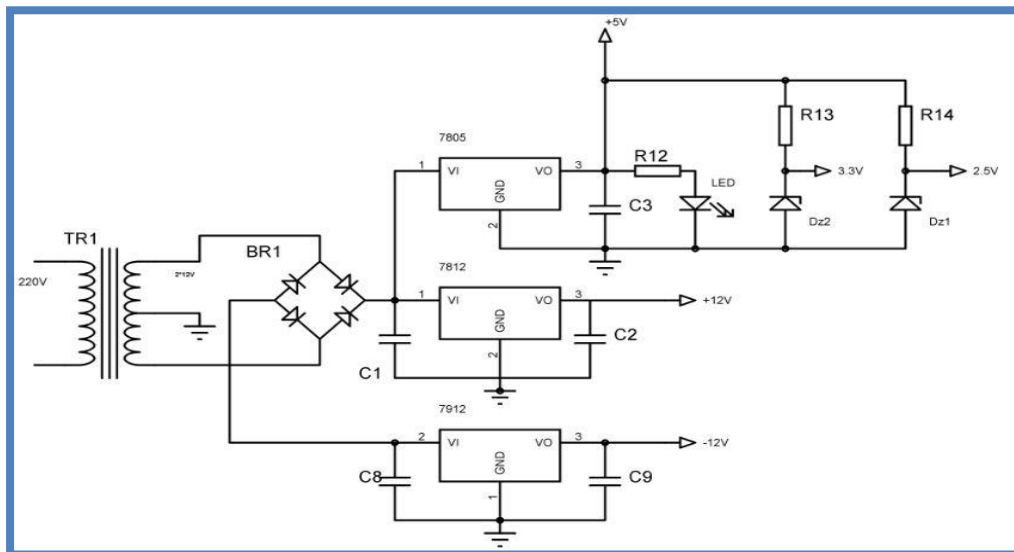 +5V
R13
R14
7805
1
VI
VO
3
R12
GND
LED
3.3V
2.5V
C3
2
Dz2
Dz1
TR1
BR1
220V
2*12V
7812
1
VI
VO
3
+12V
GND
C2
2
C1
7912
2
VI
VO
3
-12V
GND
C8
C9
1